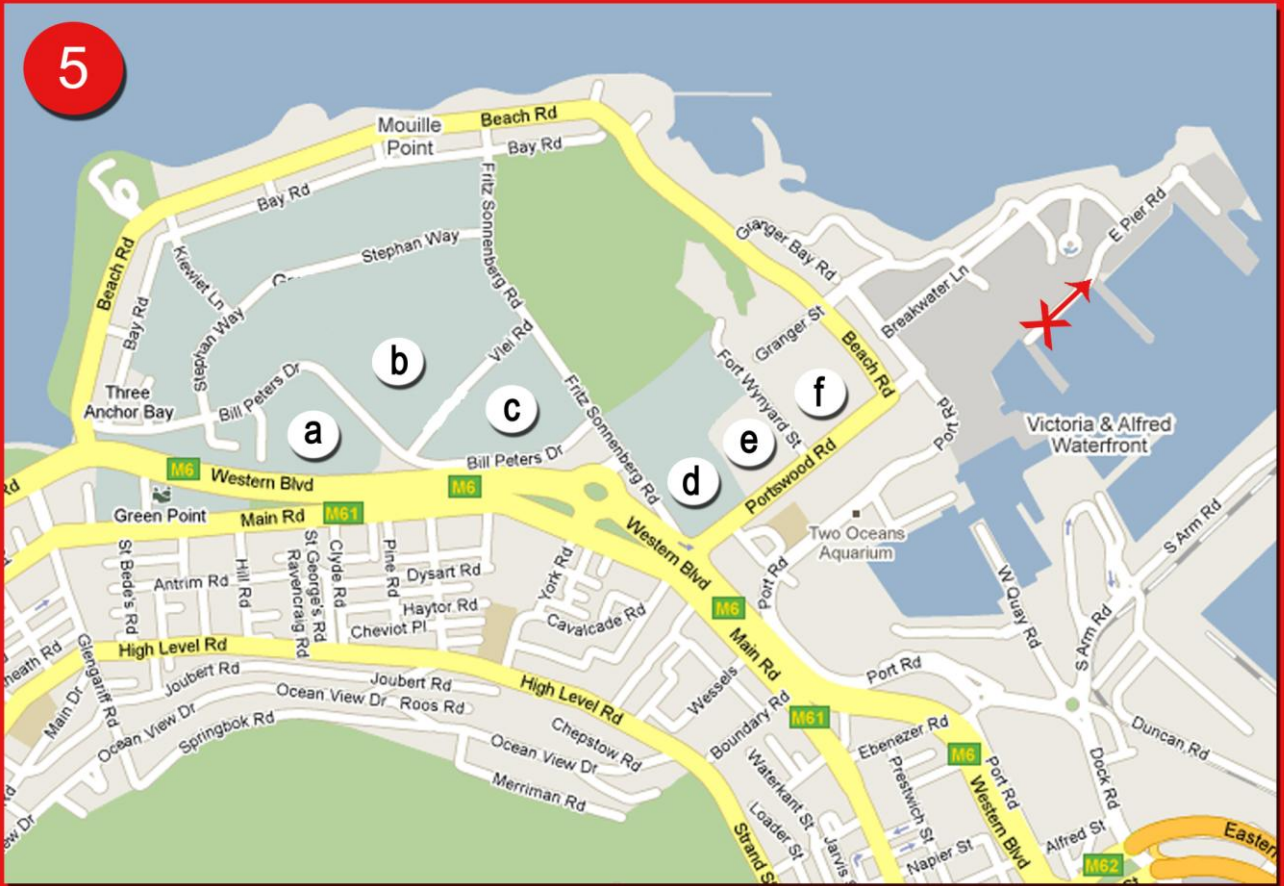 5
Mouille
Point
Beach Rd
Bay Rd
Bay Rd
Fritz Sonnenberg Rd
Stephan Way
Kiewiet Ln
Beach Rd
Bay Rd
Stephan Way
Vlei Rd
Granger Bay Rd
E Pier Rd
Breakwater Ln
Granger St
Beach Rd
Fort Wynyard St
Three
Anchor Bay
Bill Peters Dr
Fritz Sonnenberg Rd
a
b
c
d
e
f
Port Rd
Victoria & Alfred
Waterfront
Bill Peters Dr
Portswood Rd
Rd
M6
Western Blvd
M6
Green Point
Main Rd
M61
Western Blvd
Two Oceans
Aquarium
S Arm Rd
St Bede's Rd
Antrim Rd
Hill Rd
St George's Rd
Ravencraig Rd
Clyde Rd
Pine Rd
Dysart Rd
Haytor Rd
Cheviot Pl
York Rd
Cavalcade Rd
Port Rd
M6
Main Rd
W Quay Rd
S Arm Rd
High Level Rd
Glengariff Rd
heath Rd
Main Dr
Joubert Rd
Joubert Rd
Ocean View Dr
Roos Rd
Ocean View Dr
Springbok Rd
High Level Rd
Wessels
Boundary Rd
Port Rd
M61
Ebenezer Rd
M6
Duncan Rd
Chepstow Rd
Ocean View Dr
Merriman Rd
Waterkant St
Prestwich St
Port Rd
Dock Rd
Western Blvd
Loader St
Jarvis S
Napier St
Alfred St
Strand S
ew Dr
Rd
M62
Eastern
St